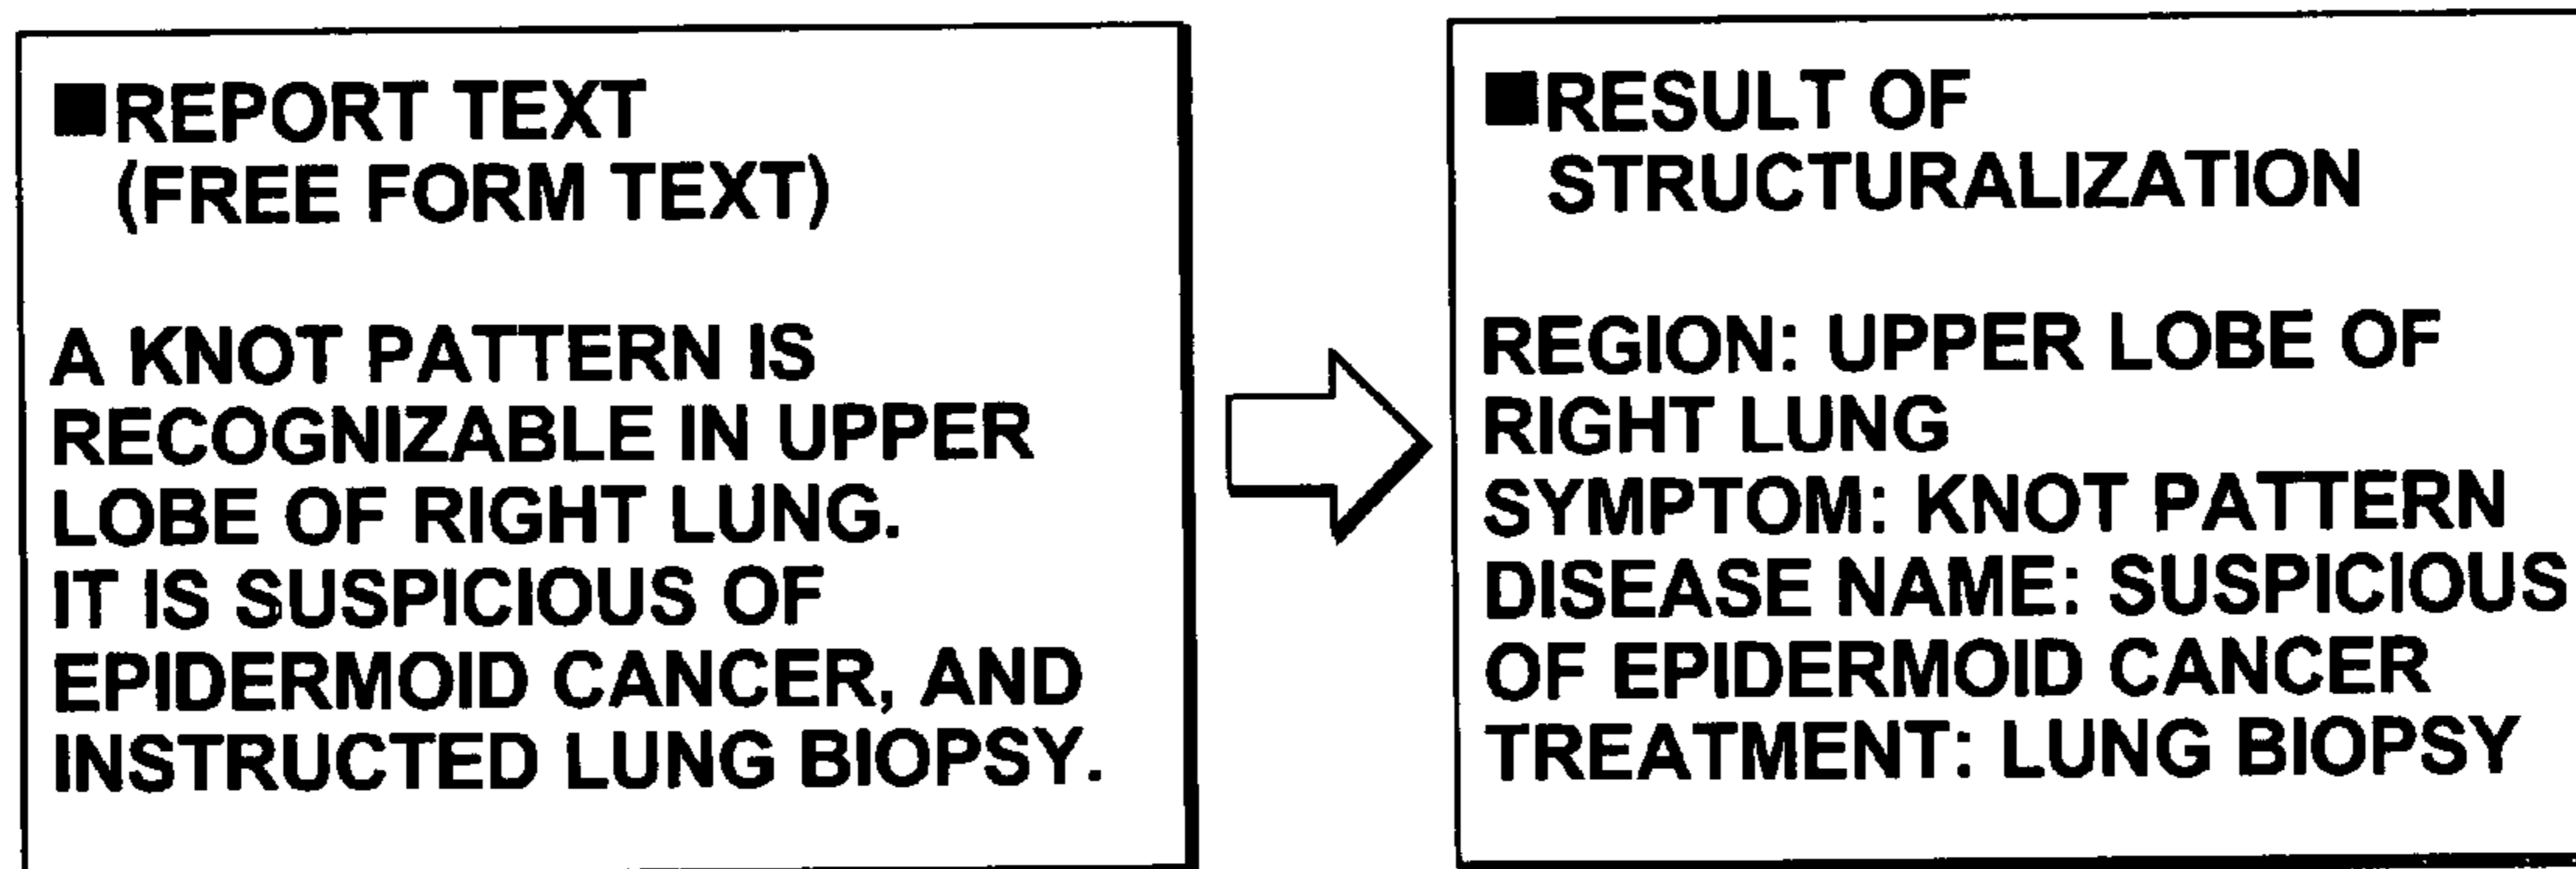 ■REPORT TEXT
(FREE FORM TEXT)
A KNOT PATTERN IS
RECOGNIZABLE IN UPPER
LOBE OF RIGHT LUNG.
IT IS SUSPICIOUS OF
EPIDERMOID CANCER, AND
INSTRUCTED LUNG BIOPSY.
■RESULT OF
STRUCTURALIZATION
REGION: UPPER LOBE OF
RIGHT LUNG
SYMPTOM: KNOT PATTERN
DISEASE NAME: SUSPICIOUS
OF EPIDERMOID CANCER
TREATMENT: LUNG BIOPSY